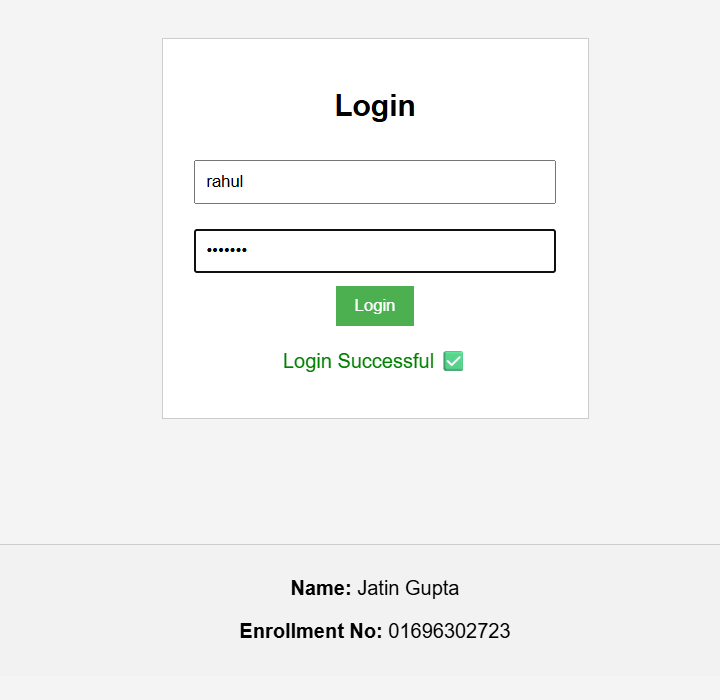 Login
rahul
•••••••
Login
Login Successful ✅
Name: Jatin Gupta
Enrollment No: 01696302723